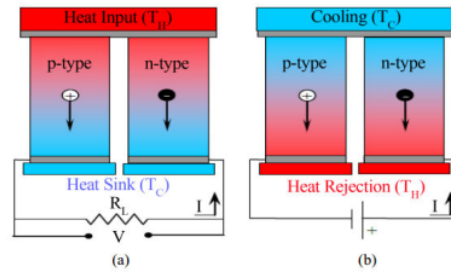 Heat Input (T_H)
p-type
n-type
+
-
Heat Sink (T_C)
R_L
I
V
(a)
Cooling (T_C)
p-type
n-type
+
-
Heat Rejection (T_H)
I
+
(b)